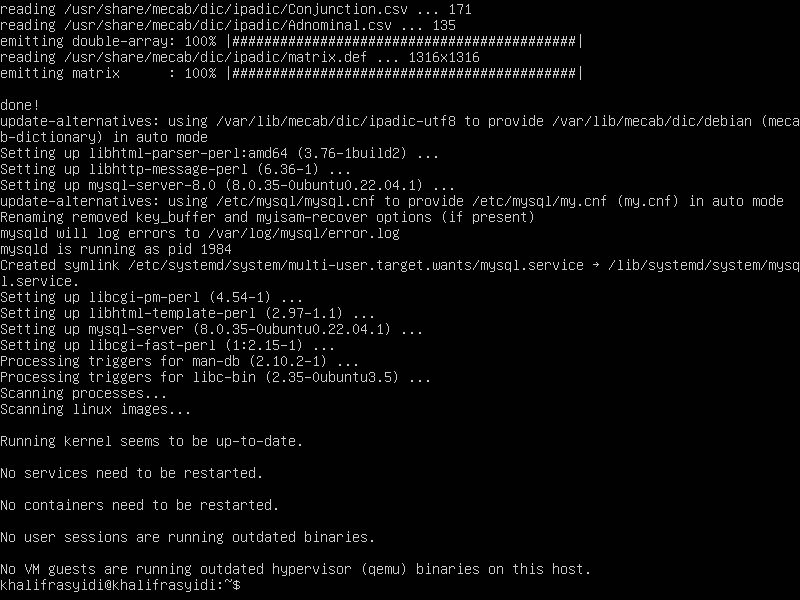 reading /usr/share/mecab/dic/ipadic/Conjunction.csv ... 171
reading /usr/share/mecab/dic/ipadic/Adnominal.csv ... 135
emitting double-array: 100% |###########################################|
reading /usr/share/mecab/dic/ipadic/matrix.def ... 1316x1316
emitting matrix      : 100% |###########################################|

done!
update-alternatives: using /var/lib/mecab/dic/ipadic-utf8 to provide /var/lib/mecab/dic/debian (meca
b-dictionary) in auto mode
Setting up libhtml-parser-perl:amd64 (3.76-1build2) ...
Setting up libhttp-message-perl (6.36-1) ...
Setting up mysql-server-8.0 (8.0.35-0ubuntu0.22.04.1) ...
update-alternatives: using /etc/mysql/mysql.cnf to provide /etc/mysql/my.cnf (my.cnf) in auto mode
Renaming removed key_buffer and myisam-recover options (if present)
mysqld will log errors to /var/log/mysql/error.log
mysqld is running as pid 1984
Created symlink /etc/systemd/system/multi-user.target.wants/mysql.service → /lib/systemd/system/mysq
l.service.
Setting up libcgi-pm-perl (4.54-1) ...
Setting up libhtml-template-perl (2.97-1.1) ...
Setting up mysql-server (8.0.35-0ubuntu0.22.04.1) ...
Setting up libcgi-fast-perl (1:2.15-1) ...
Processing triggers for man-db (2.10.2-1) ...
Processing triggers for libc-bin (2.35-0ubuntu3.5) ...
Scanning processes...
Scanning linux images...

Running kernel seems to be up-to-date.

No services need to be restarted.

No containers need to be restarted.

No user sessions are running outdated binaries.

No VM guests are running outdated hypervisor (qemu) binaries on this host.
khalifrasyidi@khalifrasyidi:~$